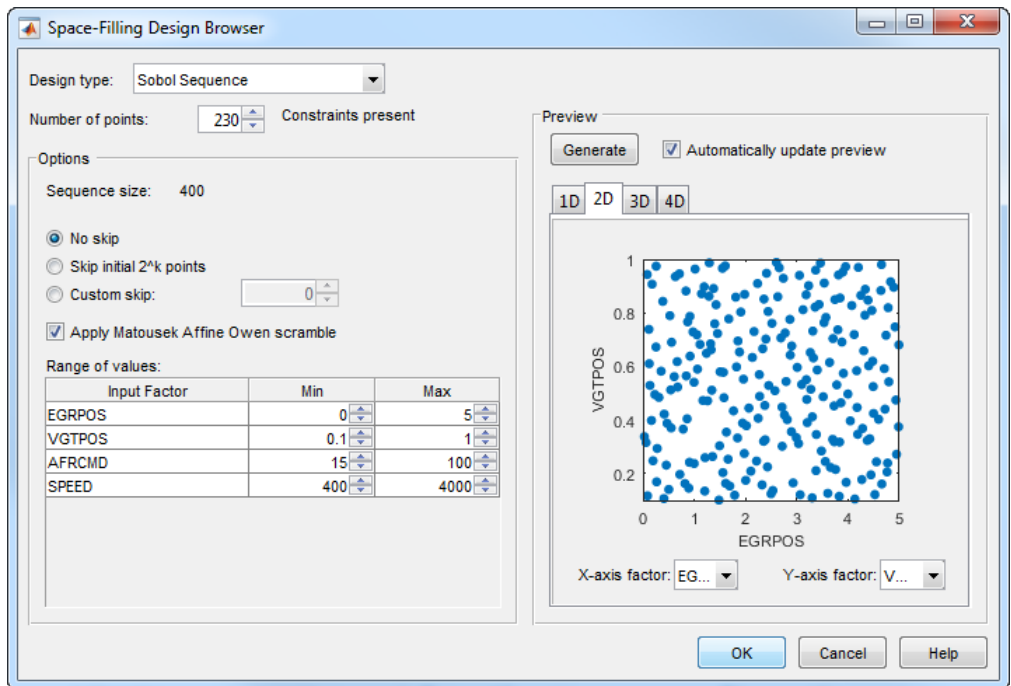 Space-Filling Design Browser
Design type: Sobol Sequence
Number of points: 230 Constraints present
Options
Sequence size: 400
No skip
Skip initial 2^k points
Custom skip: 0
Apply Matousek Affine Owen scramble
Range of values:
Input Factor Min Max
EGRPOS 0 5
VGTPOS 0.1 1
AFRCMD 15 100
SPEED 400 4000
Preview
Generate Automatically update preview
1D 2D 3D 4D
1
0.8
0.6
0.4
0.2
VGTPOS
0 1 2 3 4 5
EGRPOS
X-axis factor: EG... Y-axis factor: V...
OK Cancel Help